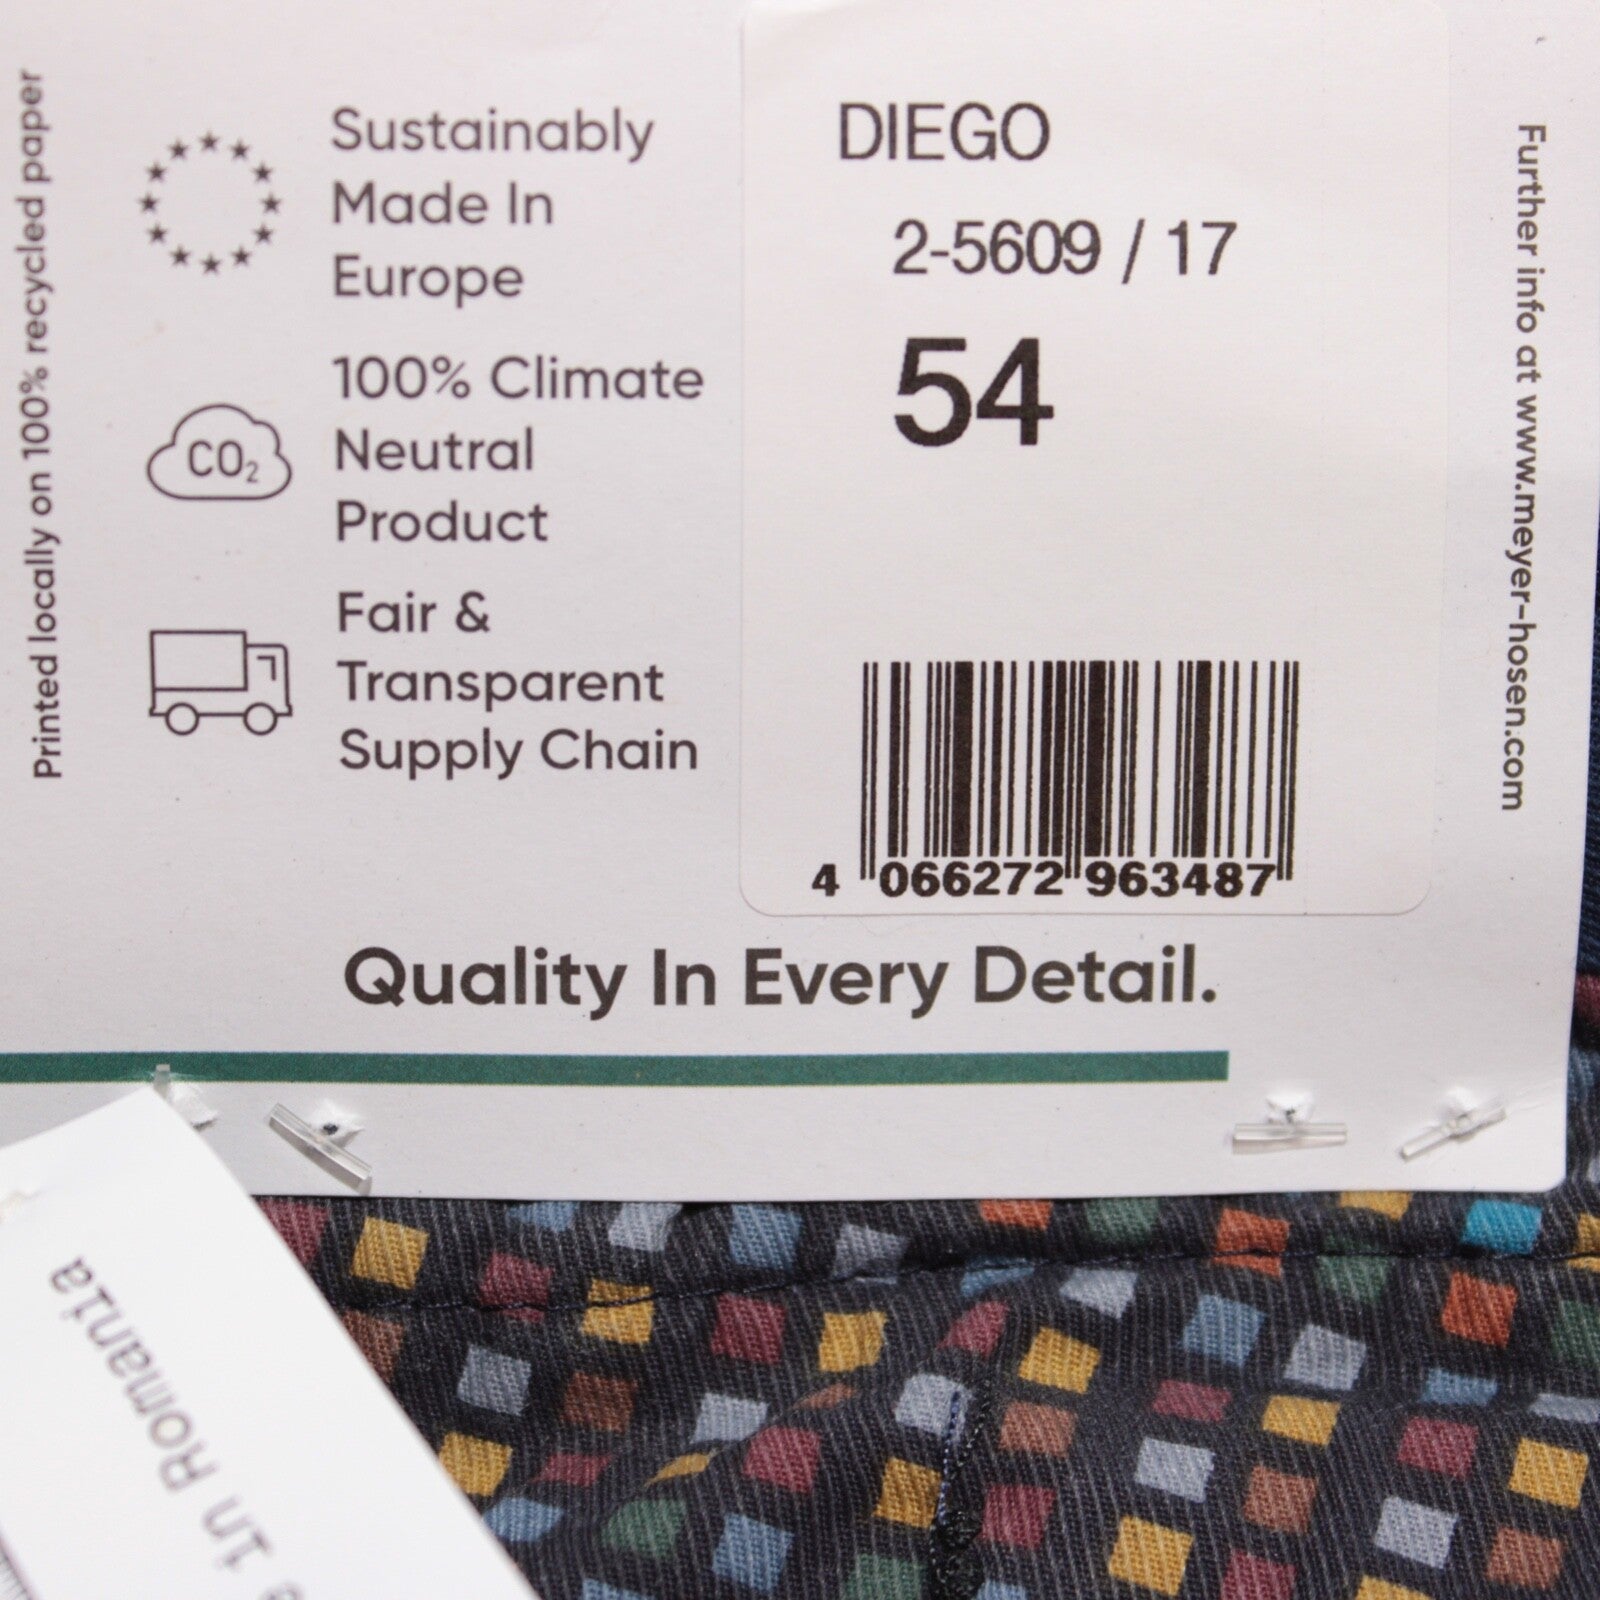 Printed locally on 100% recycled paper
Sustainably
Made In
Europe
CO₂
100% Climate
Neutral
Product
Fair &
Transparent
Supply Chain
DIEGO
2-5609 / 17
54
4 066272 963487
Further info at www.meyer-hosen.com
Quality In Every Detail.
in Romania